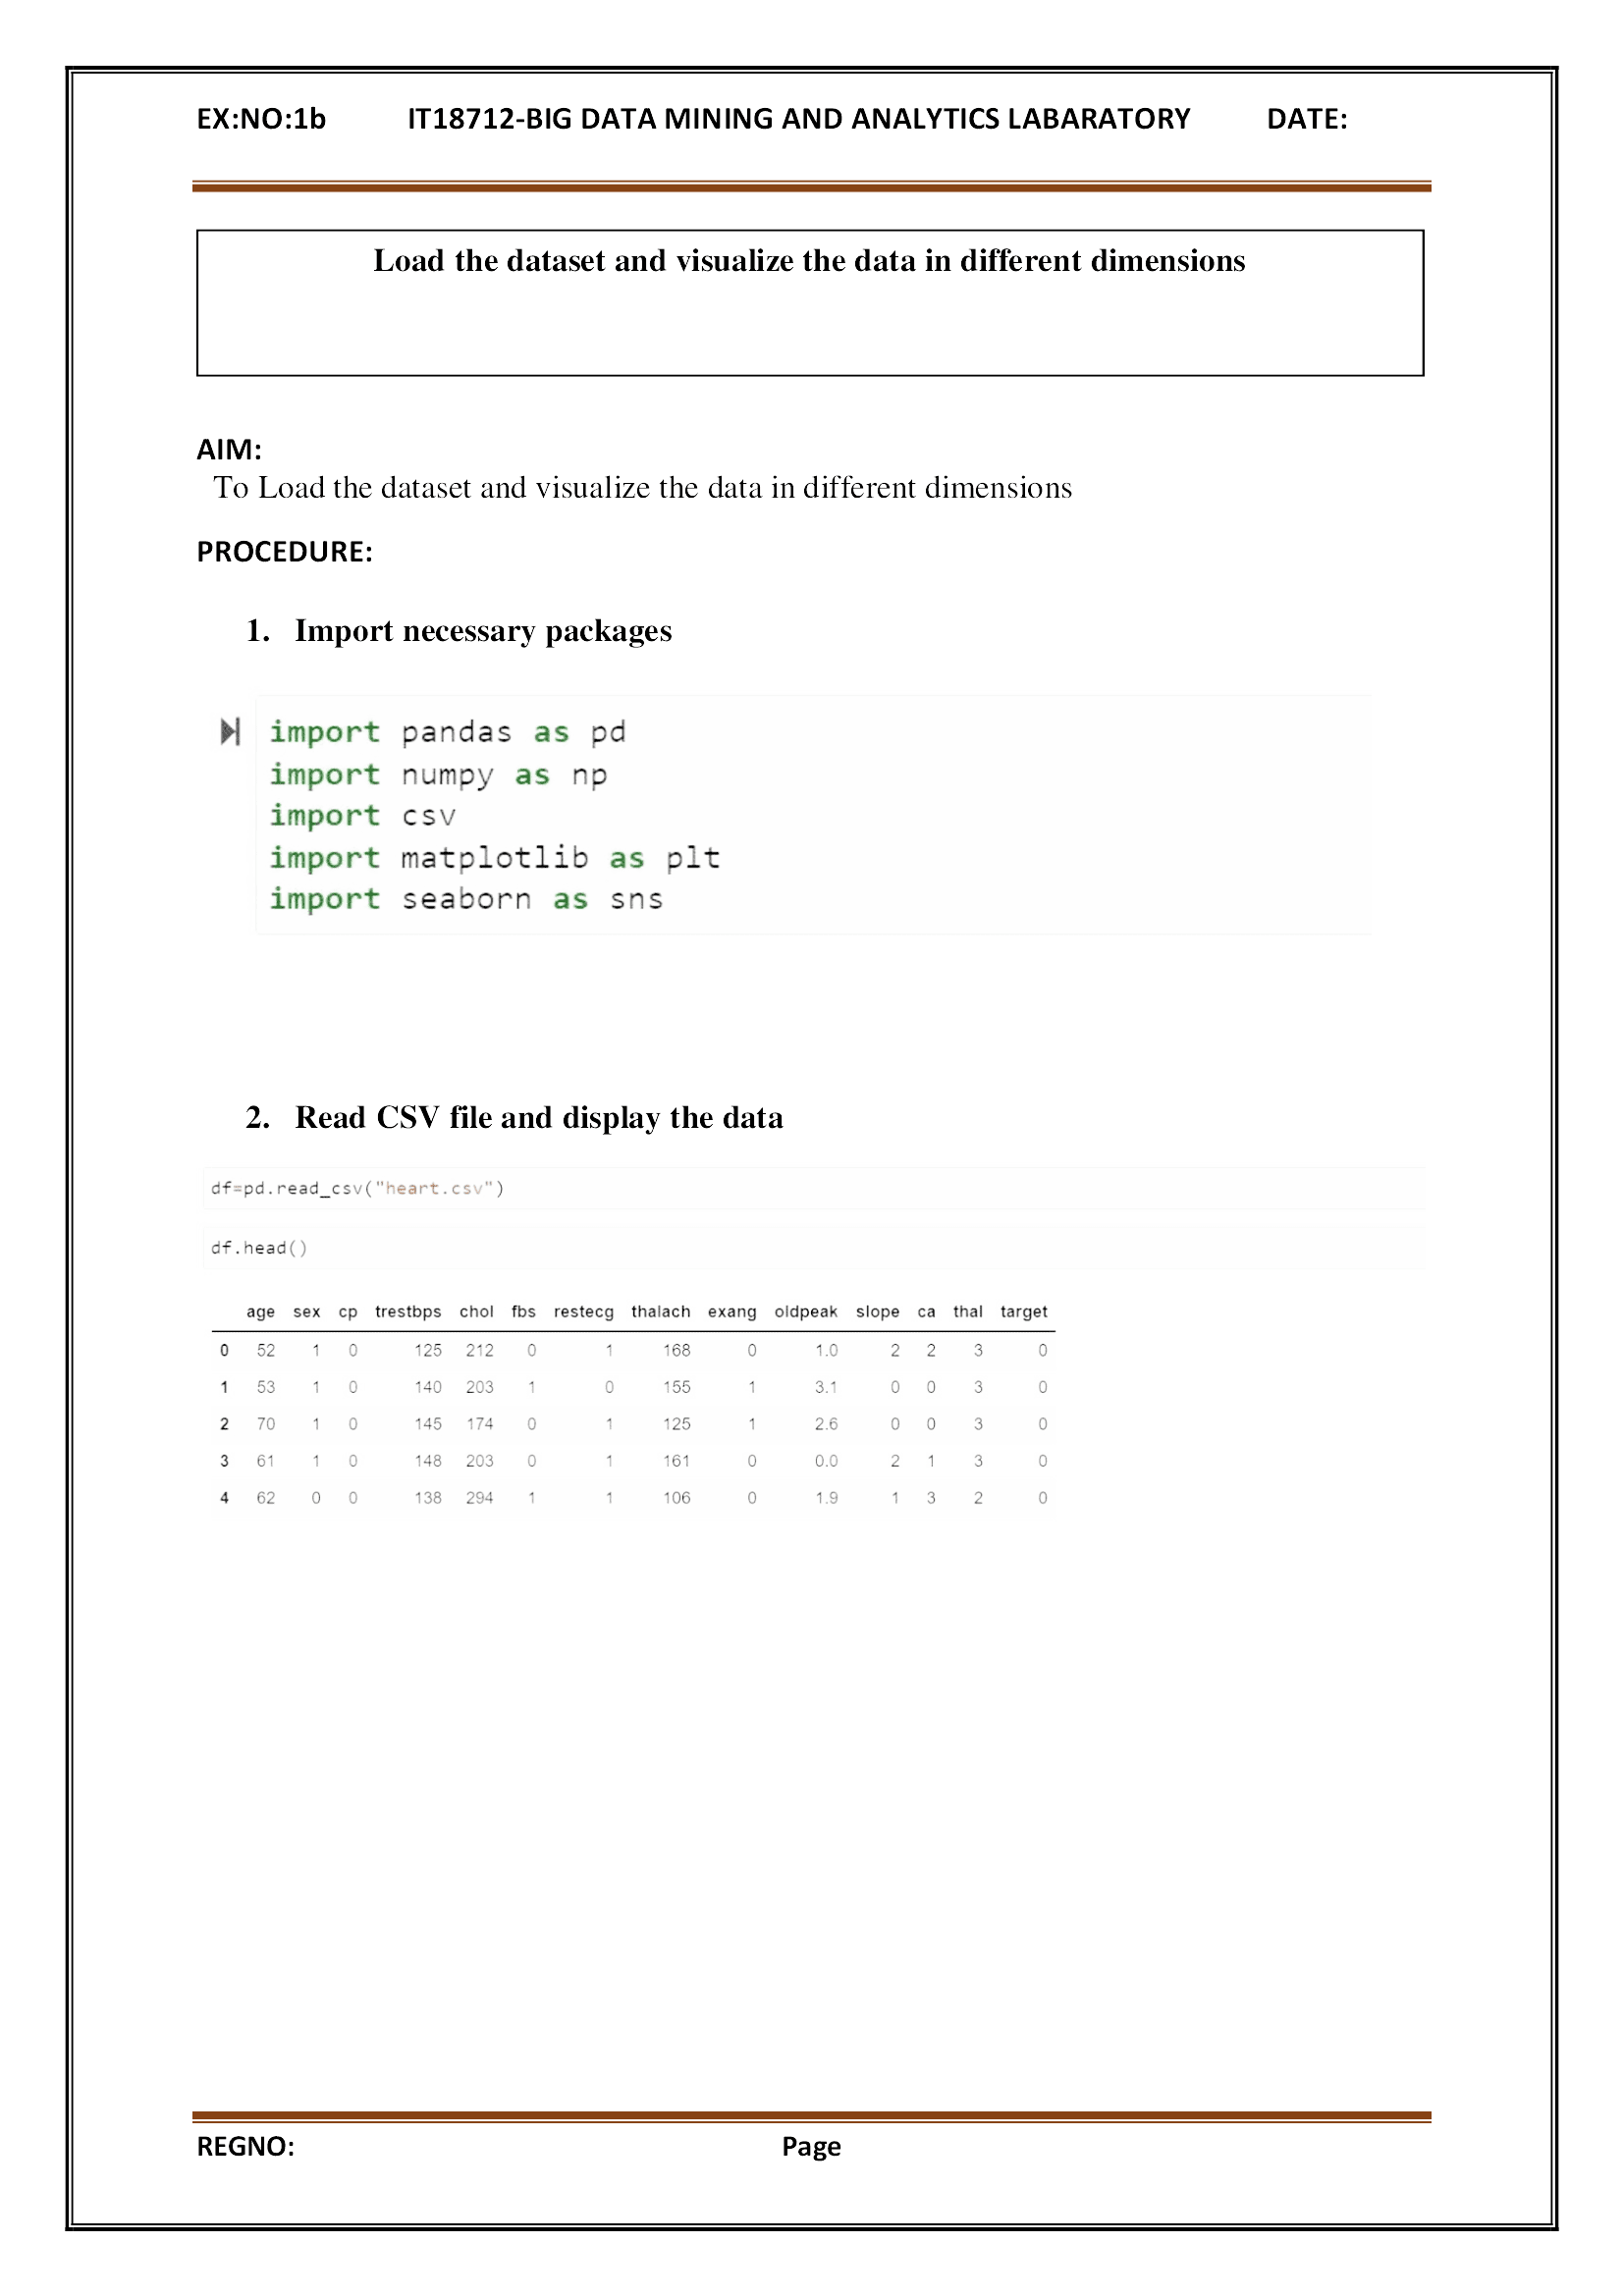 EX:NO:1b IT18712-BIG DATA MINING AND ANALYTICS LABARATORY DATE:
Load the dataset and visualize the data in different dimensions
AIM:
To Load the dataset and visualize the data in different dimensions
PROCEDURE:
1. Import necessary packages
import pandas as pd
import numpy as np
import csv
import matplotlib as plt
import seaborn as sns
2. Read CSV file and display the data
df=pd.read_csv("heart.csv")
df.head()
age sex cp trestbps chol fbs restecg thalach exang oldpeak slope ca thal target
0 52 1 0 125 212 0 1 168 0 1.0 2 2 3 0
1 53 1 0 140 203 1 0 155 1 3.1 0 0 3 0
2 70 1 0 145 174 0 1 125 1 2.6 0 0 3 0
3 61 1 0 148 203 0 1 161 0 0.0 2 1 3 0
4 62 0 0 138 294 1 1 106 0 1.9 1 3 2 0
REGNO: Page